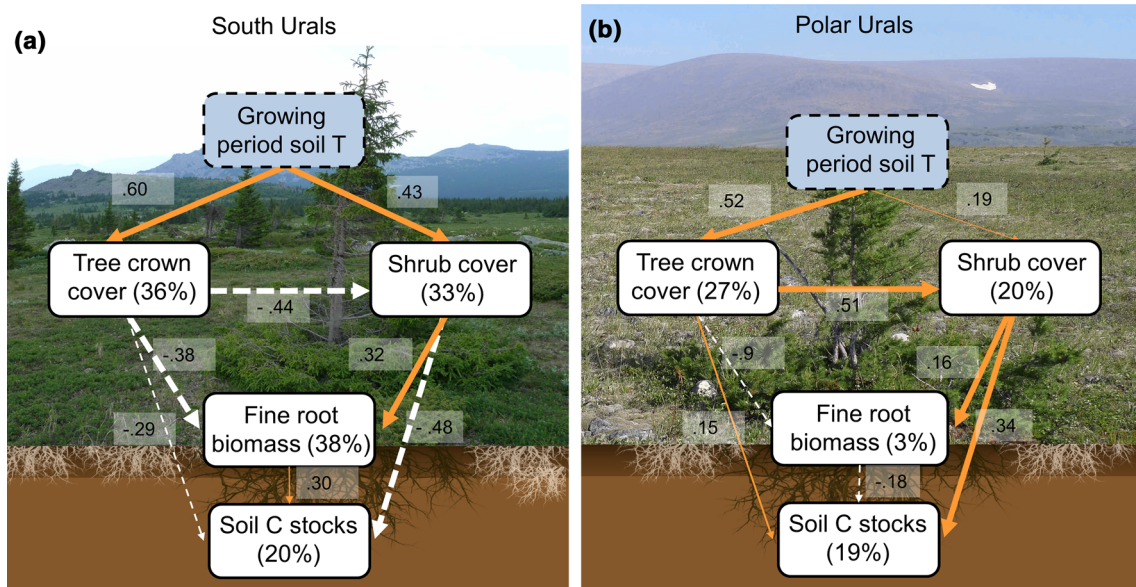 (a)
South Urals
Growing
period soil T
.60
.43
Tree crown
cover (36%)
Shrub cover
(33%)
- .44
-.38
.32
Fine root
biomass (38%)
-.29
-.48
.30
Soil C stocks
(20%)
(b)
Polar Urals
Growing
period soil T
.52
.19
Tree crown
cover (27%)
Shrub cover
(20%)
.51
-.9
.16
Fine root
biomass (3%)
.15
.34
-.18
Soil C stocks
(19%)